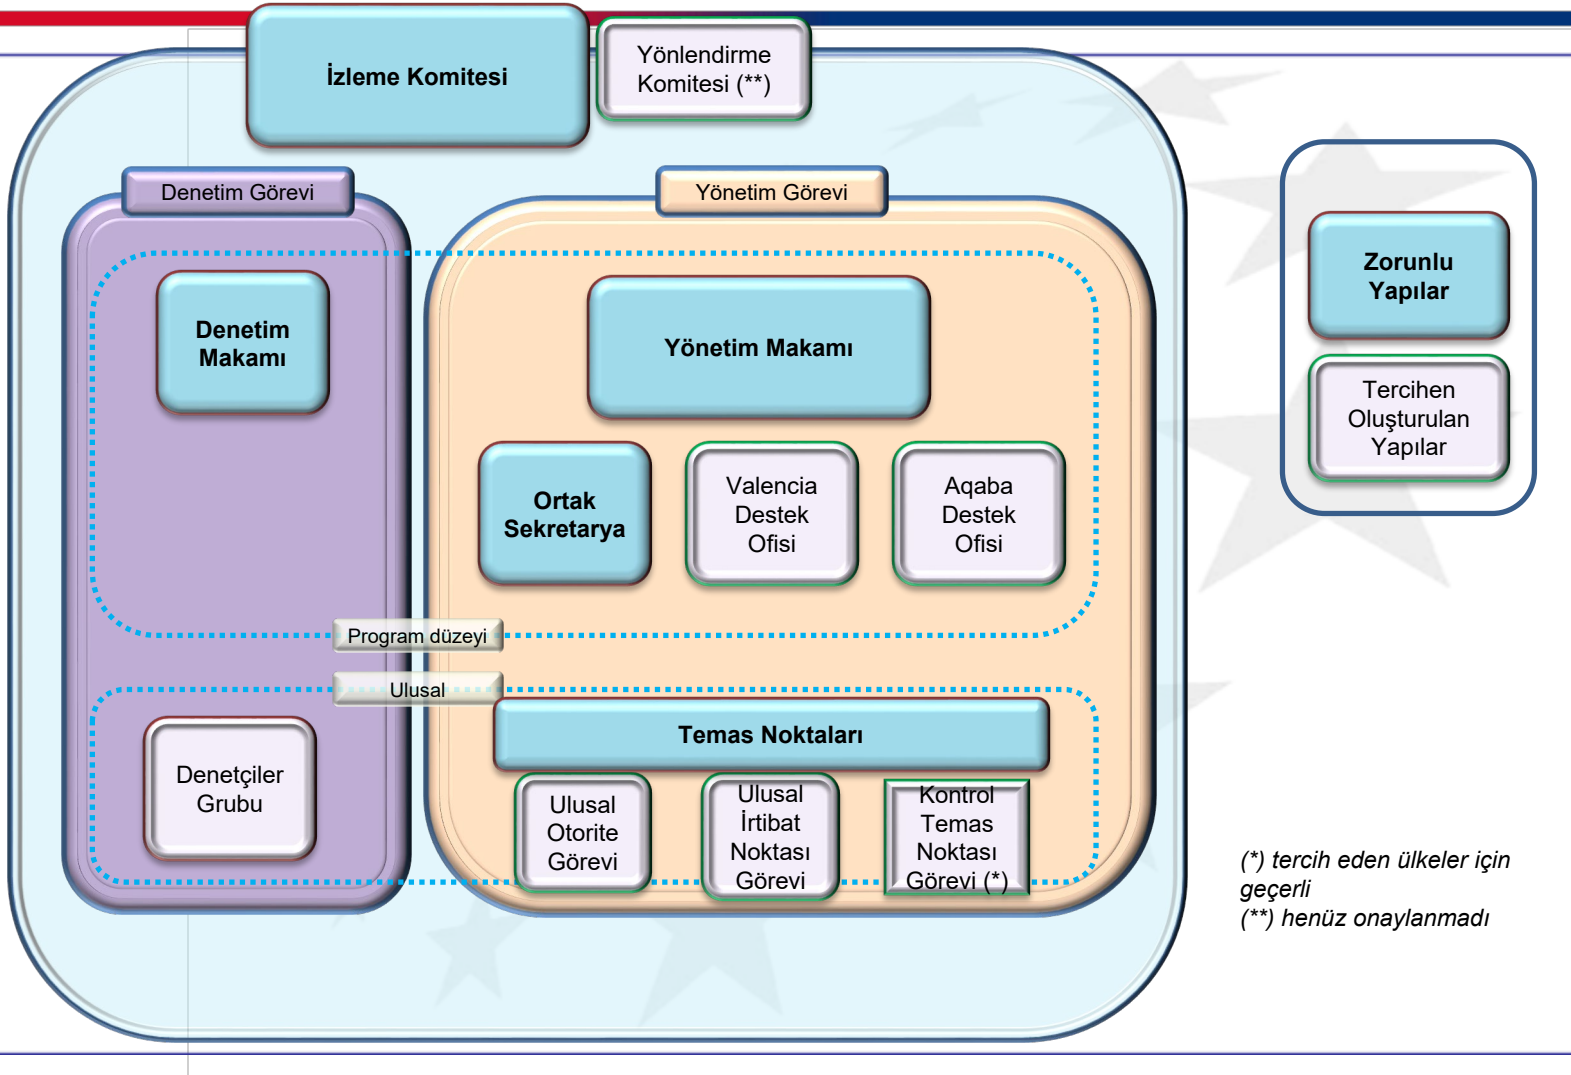 İzleme Komitesi
Yönlendirme
Komitesi (**)
Denetim Görevi
Yönetim Görevi
Denetim
Makamı
Yönetim Makamı
Ortak
Sekretarya
Valencia
Destek
Ofisi
Aqaba
Destek
Ofisi
Program düzeyi
Ulusal
Temas Noktaları
Denetçiler
Grubu
Ulusal
Otorite
Görevi
Ulusal
İrtibat
Noktası
Görevi
Kontrol
Temas
Noktası
Görevi (*)
Zorunlu
Yapılar
Tercihen
Oluşturulan
Yapılar
(*) tercih eden ülkeler için
geçerli
(**) henüz onaylanmadı